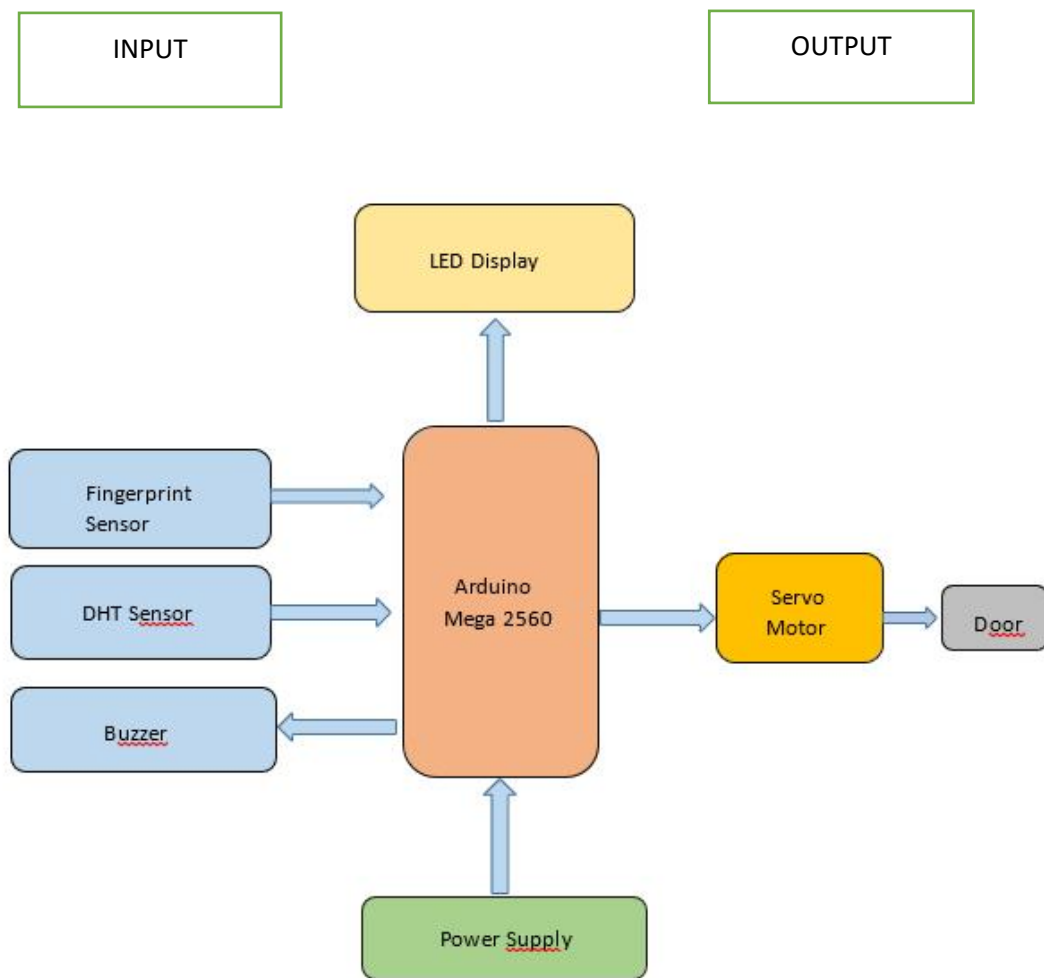 INPUT
OUTPUT
LED Display
Fingerprint
Sensor
DHT Sensor
Buzzer
Arduino
Mega 2560
Servo
Motor
Door
Power Supply